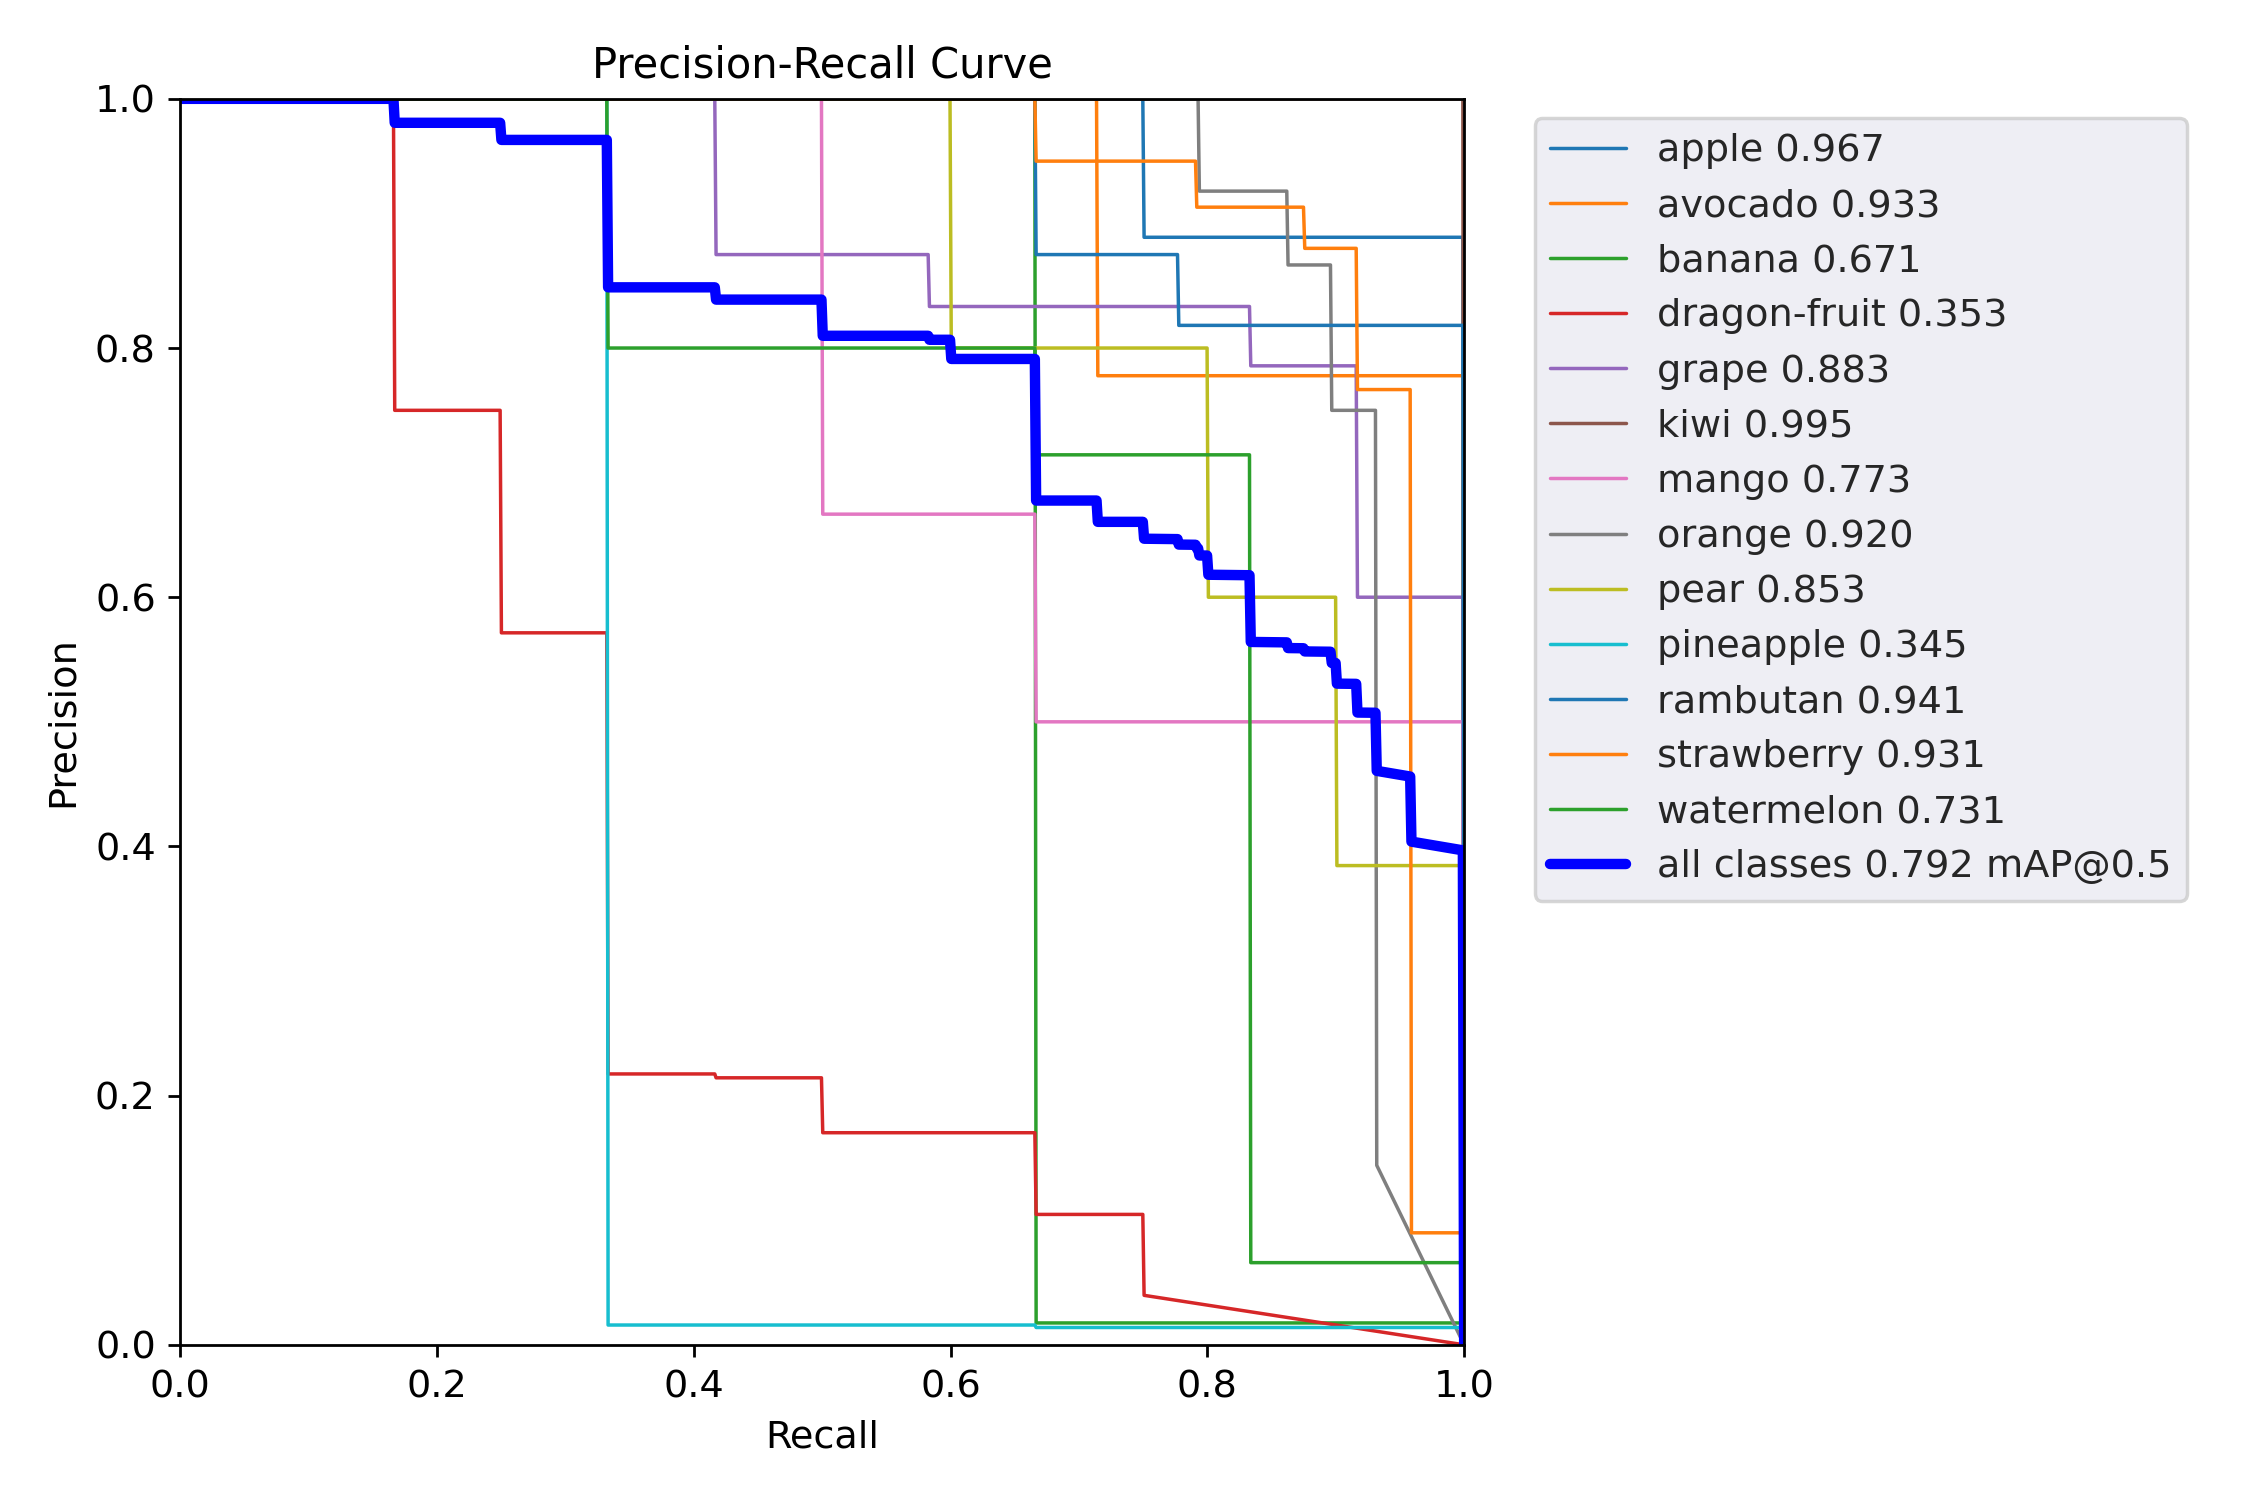 Precision-Recall Curve
1.0
0.8
0.6
0.4
0.2
0.0
Precision
0.0 0.2 0.4 0.6 0.8 1.0
Recall
apple 0.967
avocado 0.933
banana 0.671
dragon-fruit 0.353
grape 0.883
kiwi 0.995
mango 0.773
orange 0.920
pear 0.853
pineapple 0.345
rambutan 0.941
strawberry 0.931
watermelon 0.731
all classes 0.792 mAP@0.5